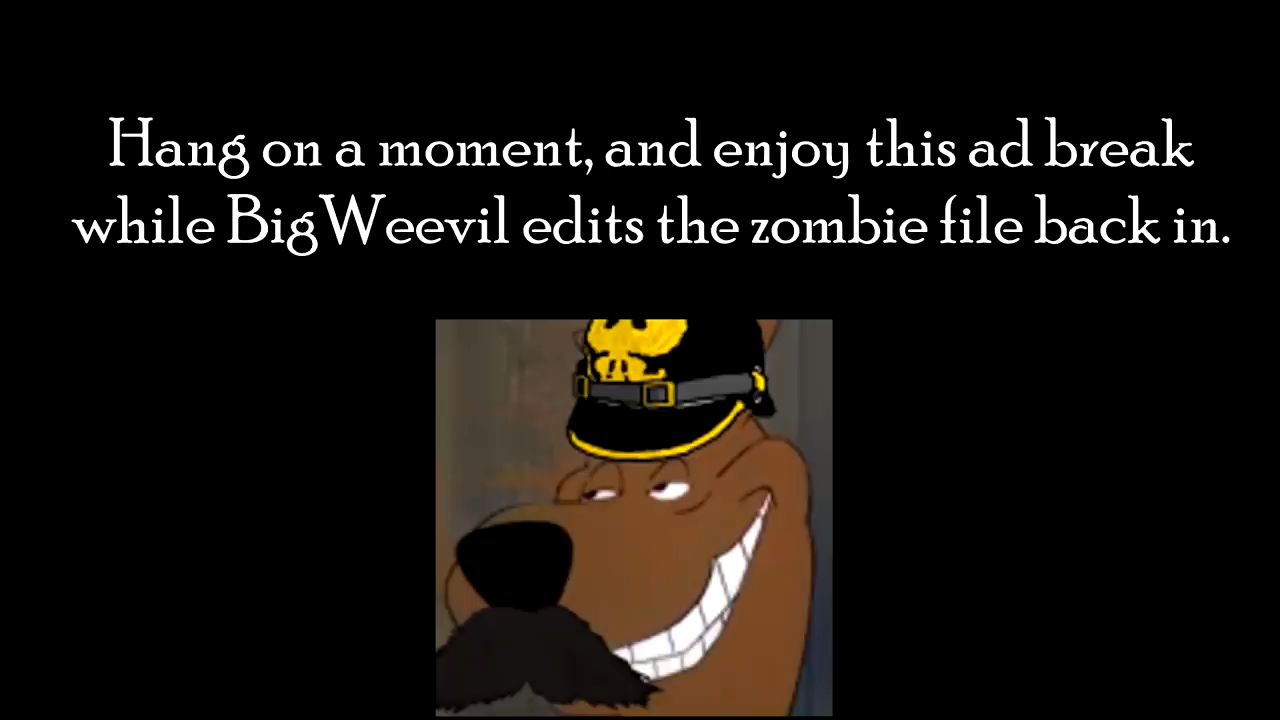 Hang on a moment, and enjoy this ad break
while BigWeevil edits the zombie file back in.